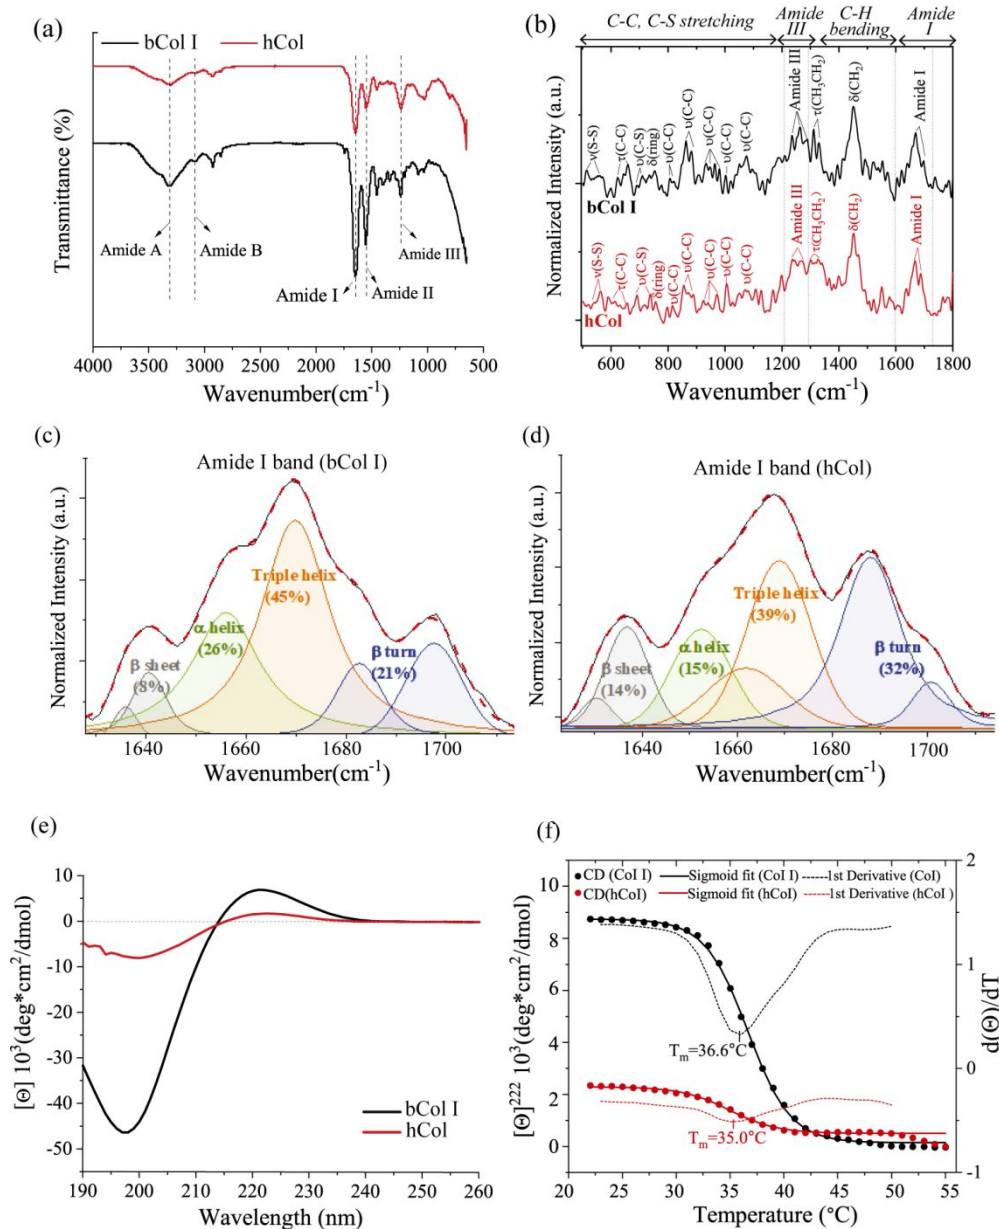 (a)
bCol I hCol
Transmittance (%)
Amide A
Amide B
Amide I
Amide II
Amide III
4000 3500 3000 2500 2000 1500 1000 500
Wavenumber(cm⁻¹)
(b)
C-C, C-S stretching
Amide III
C-H bending
Amide I
Normalized Intensity (a.u.)
ν(S-S)
τ(C-C)
υ(C-S)
δ(ring)
υ(C-C)
υ(C-C)
υ(C-C)
υ(C-C)
υ(C-C)
Amide III
τ(CH₃CH₂)
δ(CH₂)
Amide I
bCol I
ν(S-S)
τ(C-C)
υ(C-S)
δ(ring)
υ(C-C)
υ(C-C)
υ(C-C)
υ(C-C)
υ(C-C)
Amide III
τ(CH₃CH₂)
δ(CH₂)
Amide I
hCol
600 800 1000 1200 1400 1600 1800
Wavenumber (cm⁻¹)
(c)
Amide I band (bCol I)
Normalized Intensity (a.u.)
β sheet
(8%)
α helix
(26%)
Triple helix
(45%)
β turn
(21%)
1640 1660 1680 1700
Wavenumber(cm⁻¹)
(d)
Amide I band (hCol)
Normalized Intensity (a.u.)
β sheet
(14%)
α helix
(15%)
Triple helix
(39%)
β turn
(32%)
1640 1660 1680 1700
Wavenumber(cm⁻¹)
(e)
[Θ] 10³(deg*cm²/dmol)
10
0
-10
-20
-30
-40
-50
bCol I
hCol
190 200 210 220 230 240 250 260
Wavelength (nm)
(f)
CD (Col I) Sigmoid fit (Col I) 1st Derivative (Col)
CD(hCol) Sigmoid fit (hCol) 1st Derivative (hCol )
[Θ]²²² 10³(deg*cm²/dmol)
10
8
6
4
2
0
Tₘ=36.6°C
Tₘ=35.0°C
2
1
0
-1
d(Θ)/dT
20 25 30 35 40 45 50 55
Temperature (°C)